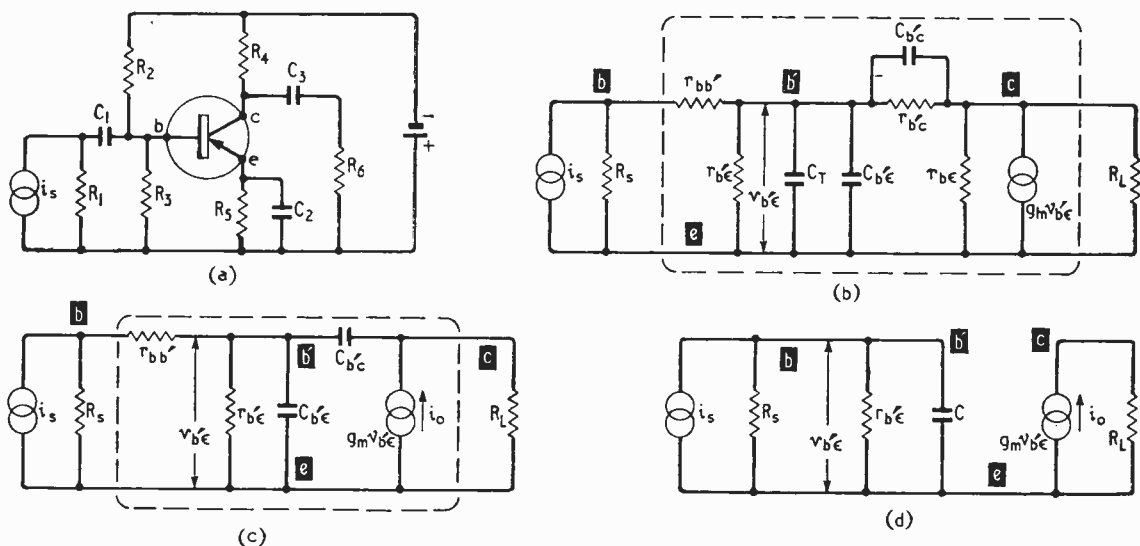 R2
R4
C3
C1
b
c
e
−
+
is
R1
R3
R5
C2
R6
(a)
Cb'c
b
rbb'
b'
c
rb'c
is
Rs
rb'ε
vb'ε
CT
Cb'ε
rbε
gmvb'ε
RL
e
(b)
b
rbb'
b'
Cb'c
c
is
Rs
vb'ε
rb'ε
Cb'ε
gmvb'ε
io
RL
e
(c)
b
b'
c
is
Rs
vb'ε
rb'ε
C
gmvb'ε
io
RL
e
(d)